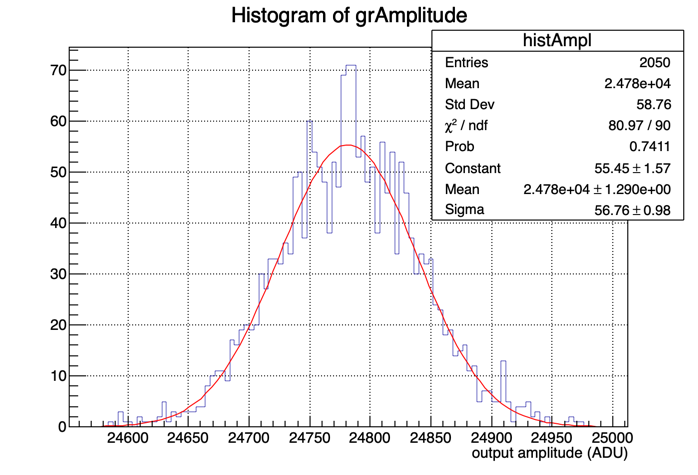 Histogram of grAmplitude
histAmpl
Entries 2050
Mean 2.478e+04
Std Dev 58.76
χ² / ndf 80.97 / 90
Prob 0.7411
Constant 55.45 ± 1.57
Mean 2.478e+04 ± 1.290e+00
Sigma 56.76 ± 0.98
70
60
50
40
30
20
10
0
24600 24650 24700 24750 24800 24850 24900 24950 25000
output amplitude (ADU)